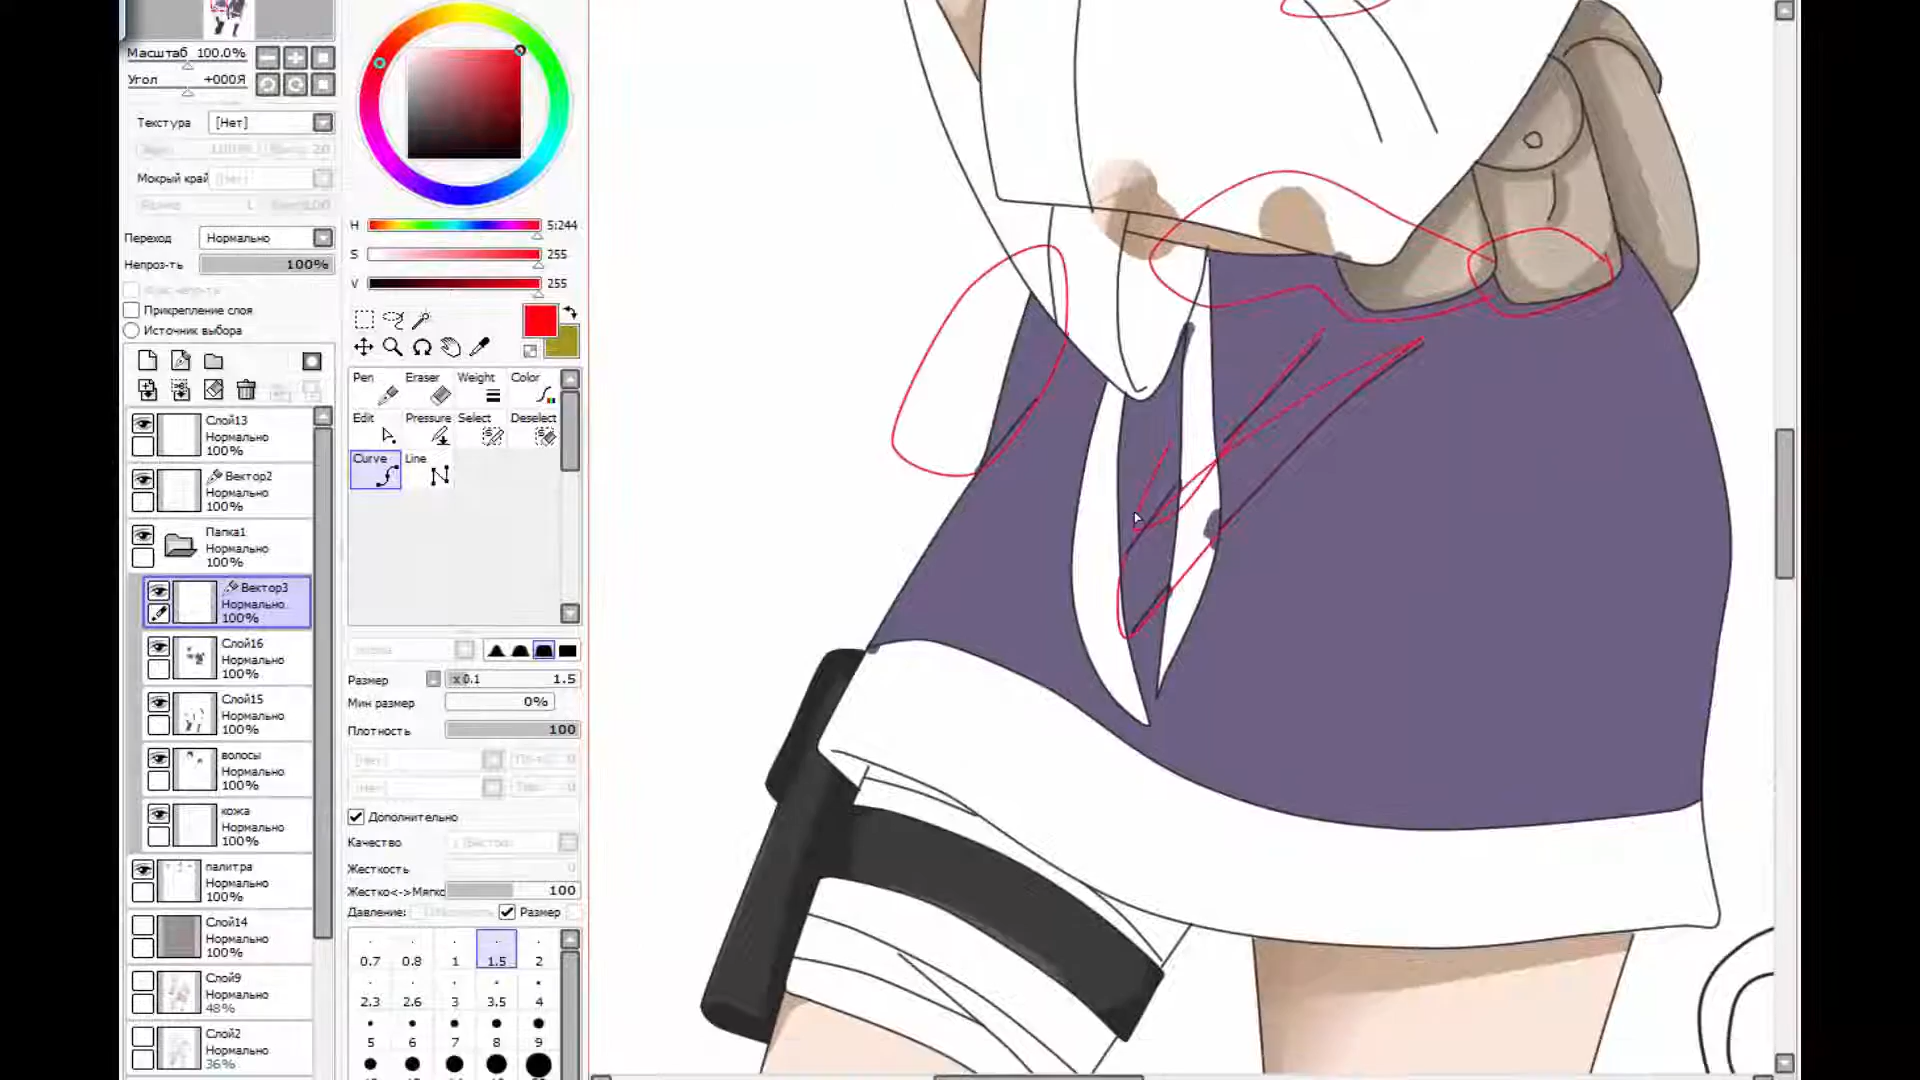 Масштаб 100.0%
Угол +000Я
Текстура [Нет]
Мокрый край
Переход Нормально
Непроз-ть 100%
Прикрепление слоя
Источник выбора
Слой13
Нормально
100%
Вектор2
Нормально
100%
Папка1
Нормально
100%
Вектор3
Нормально
100%
Слой16
Нормально
100%
Слой15
Нормально
100%
волосы
Нормально
100%
кожа
Нормально
100%
палитра
Нормально
100%
Слой14
Нормально
100%
Слой9
Нормально
48%
Слой2
Нормально
36%
H 5:244
S 255
V 255
Pen Eraser Weight Color
Edit Pressure Select Deselect
Curve Line
Размер x0.1 1.5
Мин размер 0%
Плотность 100
Дополнительно
Качество
Жесткость 0
Жестко<->Мягко 100
Давление: Размер
0.7 0.8 1 1.5 2
2.3 2.6 3 3.5 4
5 6 7 8 9